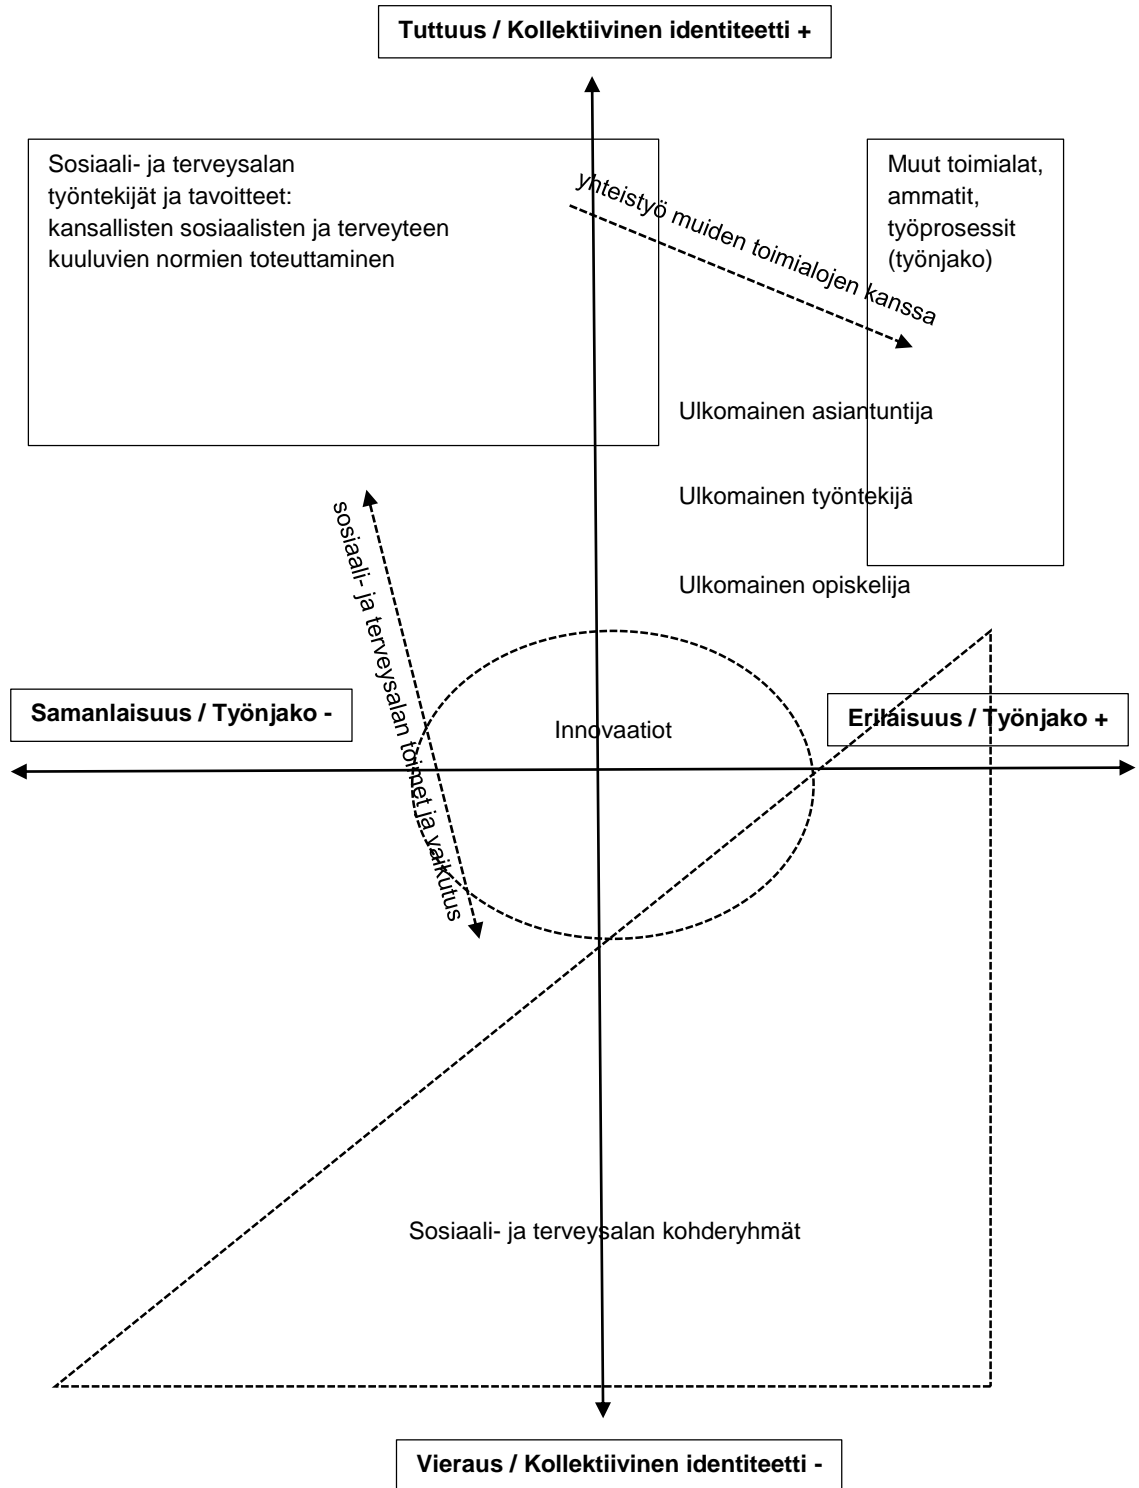 Tuttuus / Kollektiivinen identiteetti +
Sosiaali- ja terveysalan
työntekijät ja tavoitteet:
kansallisten sosiaalisten ja terveyteen
kuuluvien normien toteuttaminen
yhteistyö muiden toimialojen kanssa
Muut toimialat,
ammatit,
työprosessit
(työnjako)
Ulkomainen asiantuntija
Ulkomainen työntekijä
Ulkomainen opiskelija
sosiaali- ja terveysalan toimet ja vaikutus
Samanlaisuus / Työnjako -
Innovaatiot
Erilaisuus / Työnjako +
Sosiaali- ja terveysalan kohderyhmät
Vieraus / Kollektiivinen identiteetti -